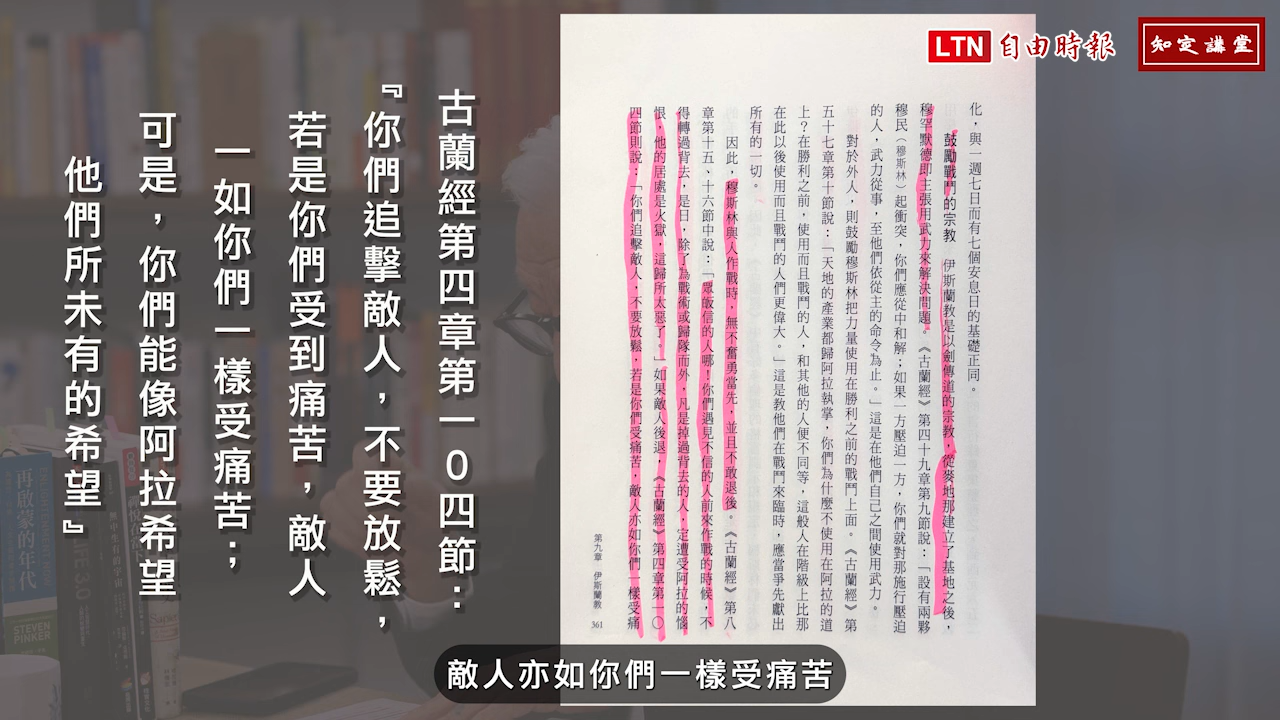 LTN 自由時報
知定講堂
古蘭經第四章第一0四節：
『你們追擊敵人，不要放鬆，
若是你們受到痛苦，敵人
一如你們一樣受痛苦；
可是，你們能像阿拉希望
他們所未有的希望』
化，與一週七日而有七個安息日的基礎正同。
鼓勵戰鬥的宗教　伊斯蘭教是以劍傳道的宗教，從麥地那建立了基地之後，
穆罕默德即主張用武力來解決問題。《古蘭經》第四十九章第九節說：「設有兩夥
穆民（穆斯林）起衝突，你們應從中和解；如果一方壓迫一方，你們就對那施行壓迫
的人，武力從事，至他們依從主的命令為止。」這是在他們自己之間使用武力。
對於外人，則鼓勵穆斯林把力量使用在勝利之前的戰鬥上面。《古蘭經》第
五十七章第十節說：「天地的產業都歸阿拉執掌，你們為什麼不使用在阿拉的道
上？在勝利之前，使用而且戰鬥的人，和其他的人便不同等，這般人在階級上比那
在此以後使用而且戰鬥的人們更偉大。」這是教他們在戰鬥來臨時，應當爭先獻出
所有的一切。
因此，穆斯林與人作戰時，無不奮勇當先，並且不敢退後。《古蘭經》第八
章第十五、十六節中說：「眾皈信的人哪！你們遇見不信的人前來作戰的時候，不
得轉過背去，是日，除了為戰術或歸隊而外，凡是掉過背去的人，定遭受阿拉的惱
恨，他的居處是火獄，這歸所太惡了。」如果敵人後退，《古蘭經》第四章第一〇
四節則說：「你們追擊敵人，不要放鬆，若是你們受痛苦，敵人亦如你們一樣受痛
第九章　伊斯蘭教　361
再啟蒙的年代
STEVEN
PINKER
敵人亦如你們一樣受痛苦